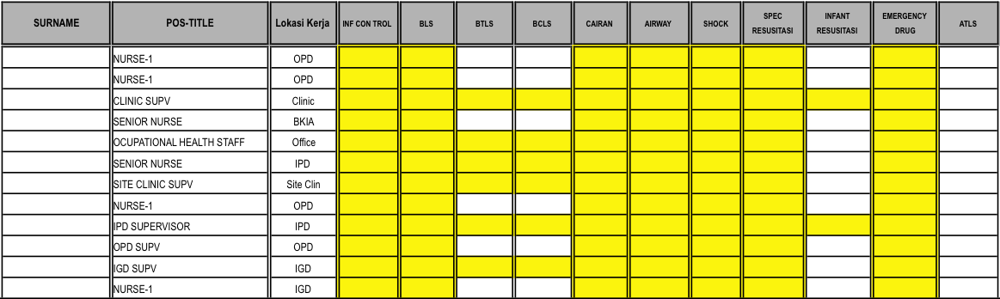 SURNAME POS-TITLE Lokasi Kerja INF CON TROL BLS BTLS BCLS CAIRAN AIRWAY SHOCK SPEC RESUSITASI INFANT RESUSITASI EMERGENCY DRUG ATLS
NURSE-1 OPD
NURSE-1 OPD
CLINIC SUPV Clinic
SENIOR NURSE BKIA
OCUPATIONAL HEALTH STAFF Office
SENIOR NURSE IPD
SITE CLINIC SUPV Site Clin
NURSE-1 OPD
IPD SUPERVISOR IPD
OPD SUPV OPD
IGD SUPV IGD
NURSE-1 IGD